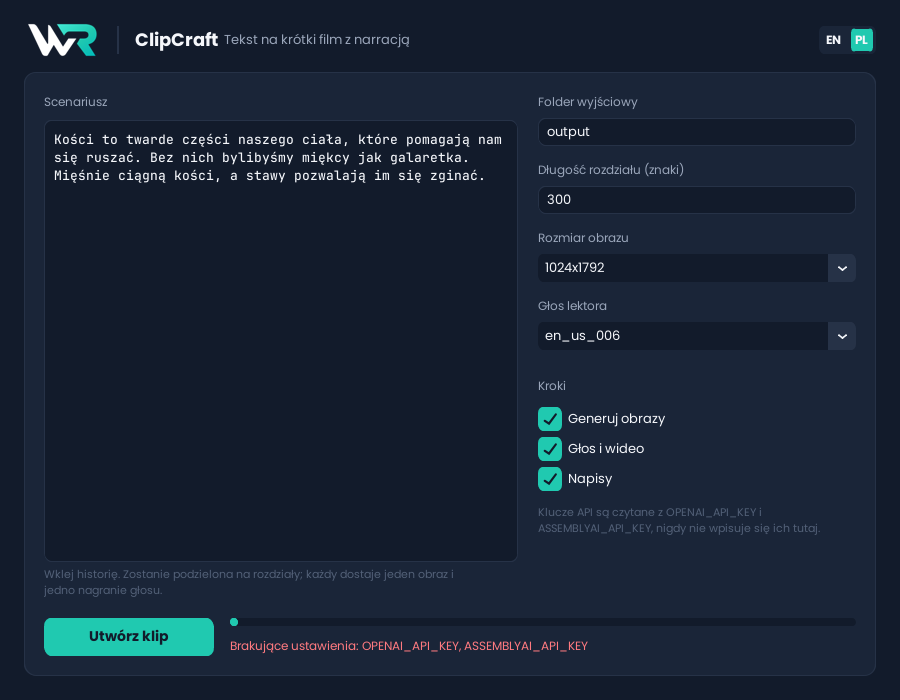 WR
ClipCraft Tekst na krótki film z narracją
EN PL
Scenariusz
Kości to twarde części naszego ciała, które pomagają nam
się ruszać. Bez nich bylibyśmy miękcy jak galaretka.
Mięśnie ciągną kości, a stawy pozwalają im się zginać.
Wklej historię. Zostanie podzielona na rozdziały; każdy dostaje jeden obraz i
jedno nagranie głosu.
Folder wyjściowy
output
Długość rozdziału (znaki)
300
Rozmiar obrazu
1024x1792
Głos lektora
en_us_006
Kroki
Generuj obrazy
Głos i wideo
Napisy
Klucze API są czytane z OPENAI_API_KEY i
ASSEMBLYAI_API_KEY, nigdy nie wpisuje się ich tutaj.
Utwórz klip
Brakujące ustawienia: OPENAI_API_KEY, ASSEMBLYAI_API_KEY